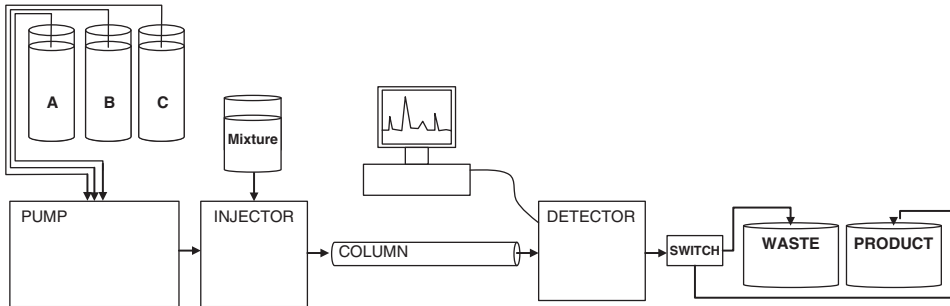 A
B
C
Mixture
PUMP
INJECTOR
COLUMN
DETECTOR
SWITCH
WASTE
PRODUCT